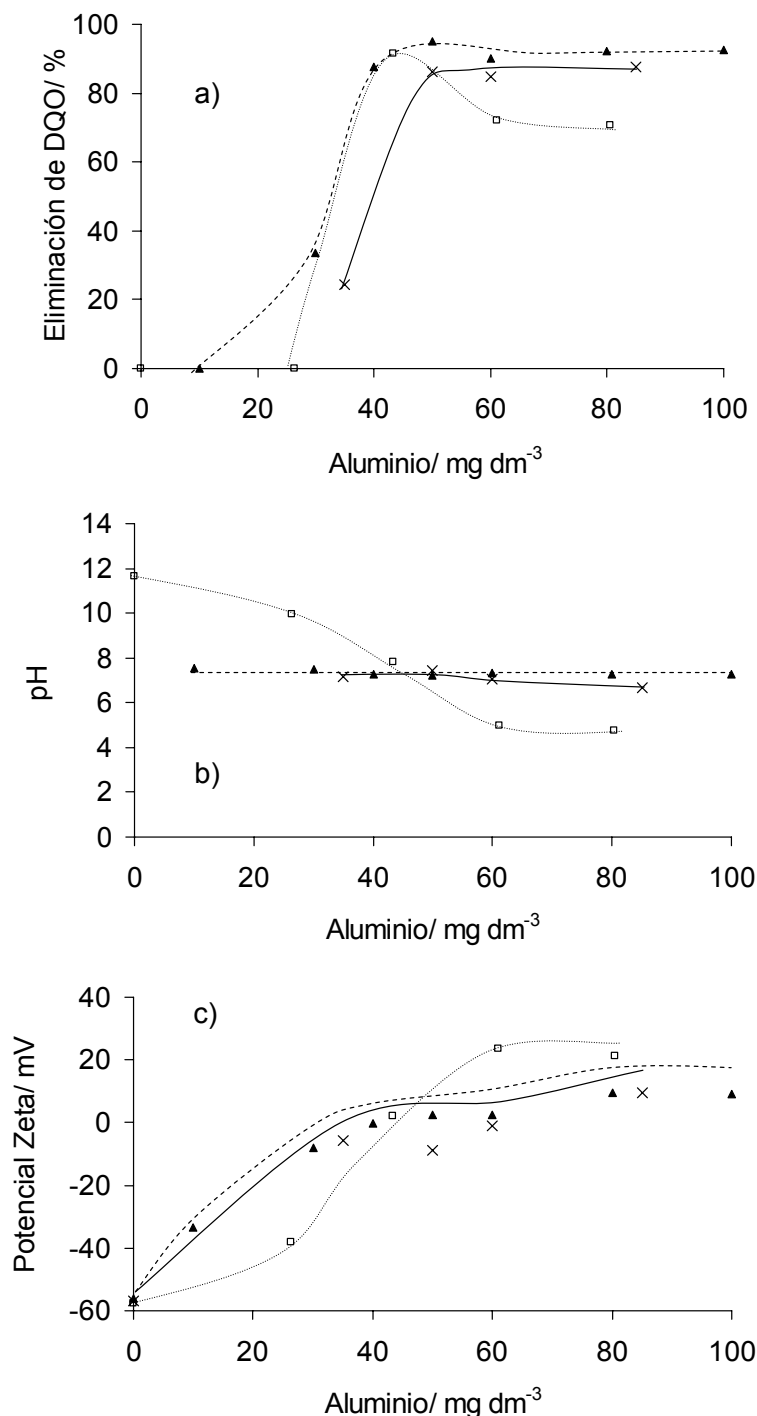 a)
Eliminación de DQO/ %
100
80
60
40
20
0
0 20 40 60 80 100
Aluminio/ mg dm-3
b)
pH
14
12
10
8
6
4
2
0
0 20 40 60 80 100
Aluminio/ mg dm-3
c)
Potencial Zeta/ mV
40
20
0
-20
-40
-60
0 20 40 60 80 100
Aluminio/ mg dm-3